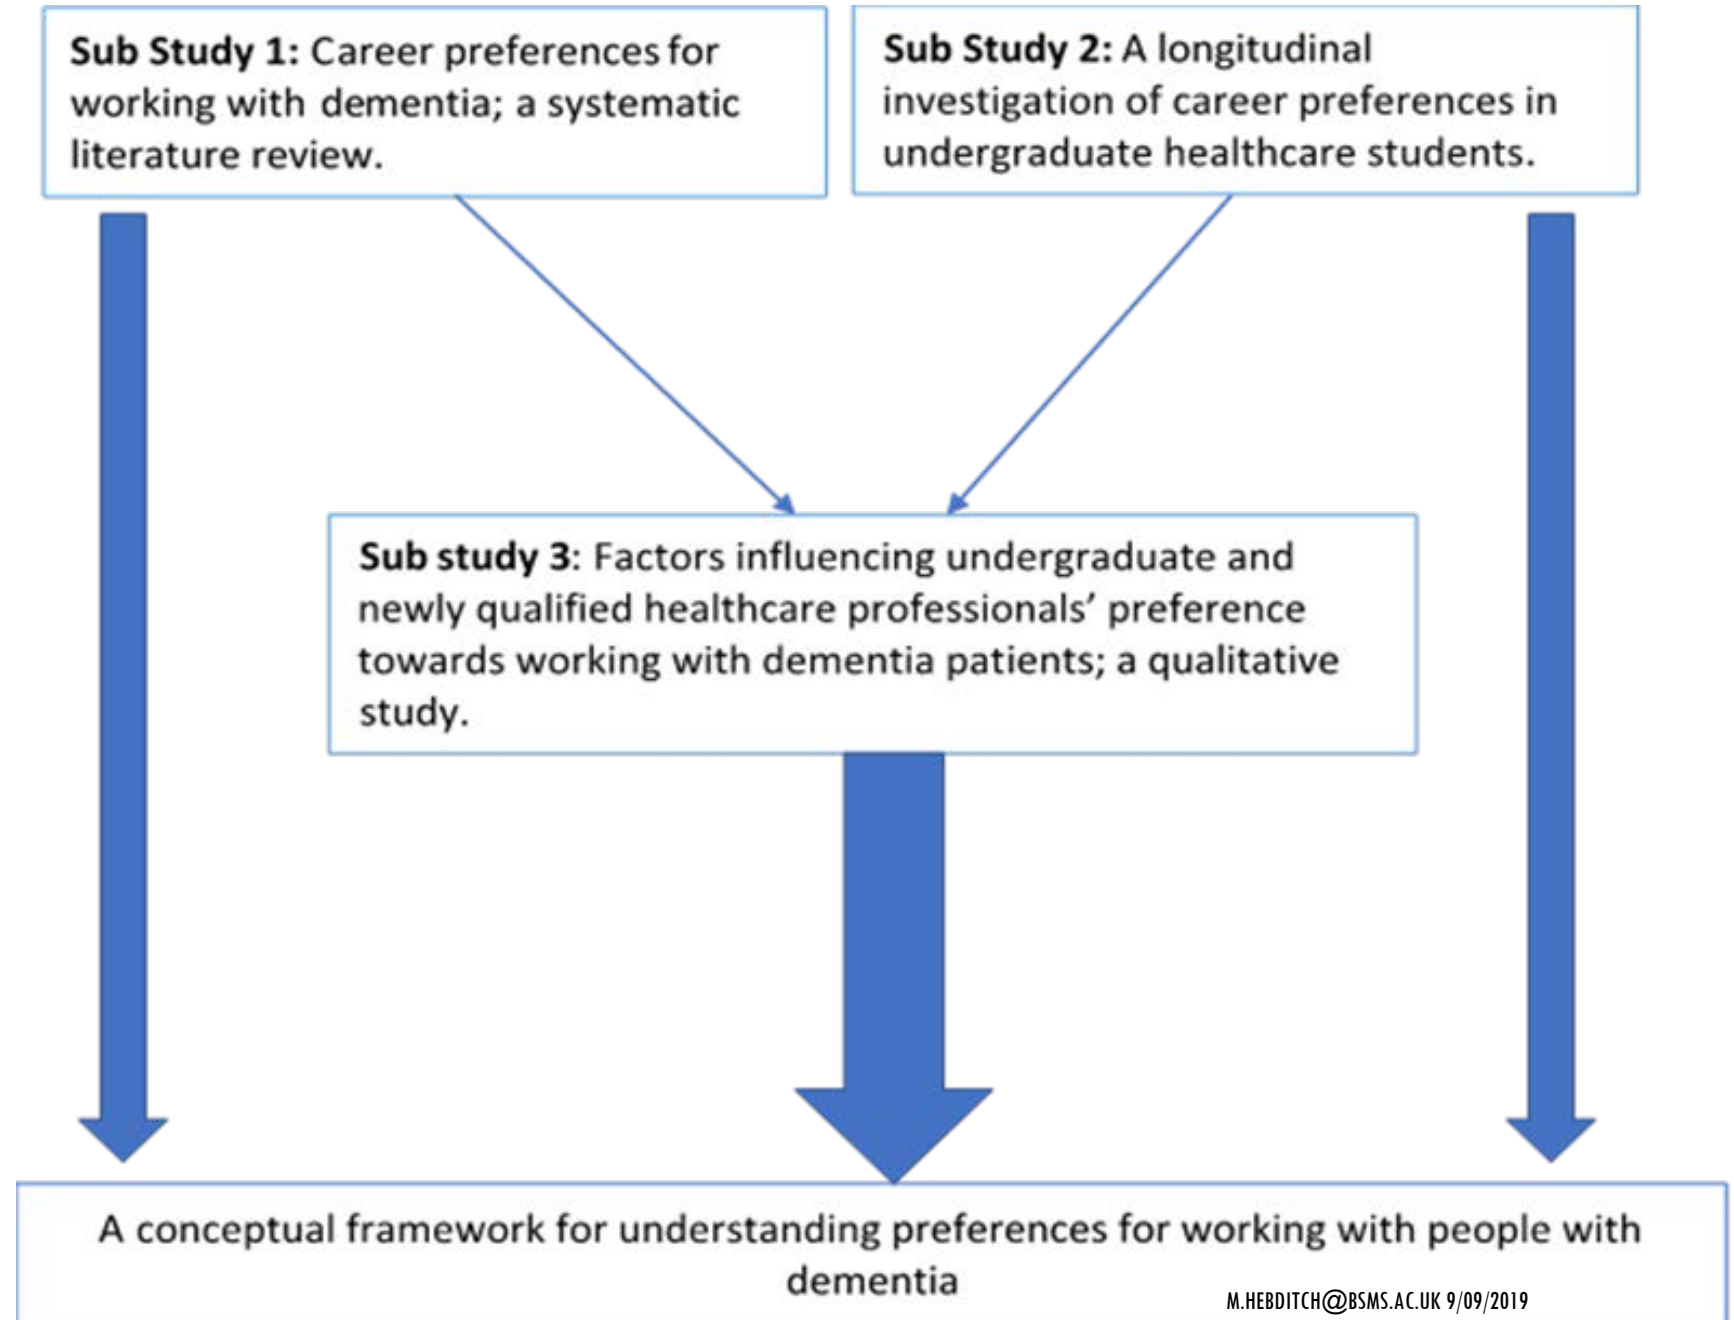 Sub Study 1: Career preferences for
working with dementia; a systematic
literature review.
Sub Study 2: A longitudinal
investigation of career preferences in
undergraduate healthcare students.
Sub study 3: Factors influencing undergraduate and
newly qualified healthcare professionals’ preference
towards working with dementia patients; a qualitative
study.
A conceptual framework for understanding preferences for working with people with
dementia
M.HEBDITCH@BSMS.AC.UK 9/09/2019